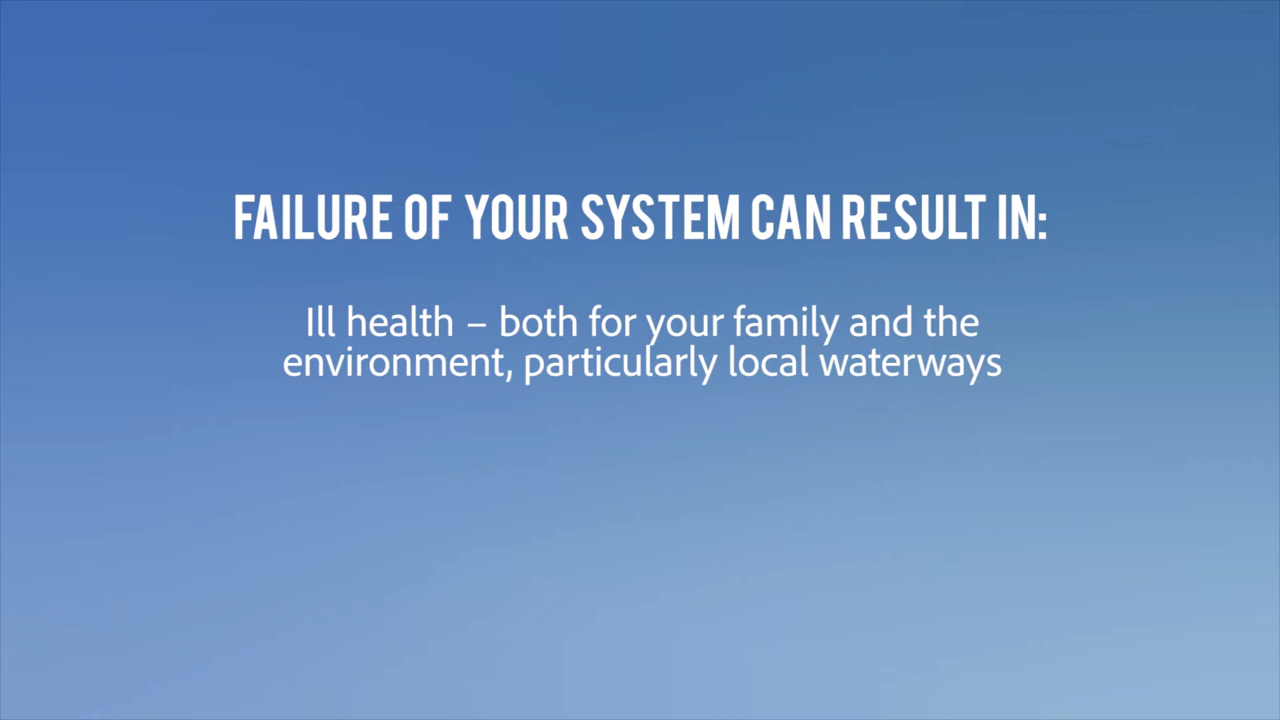 FAILURE OF YOUR SYSTEM CAN RESULT IN:
Ill health – both for your family and the
environment, particularly local waterways